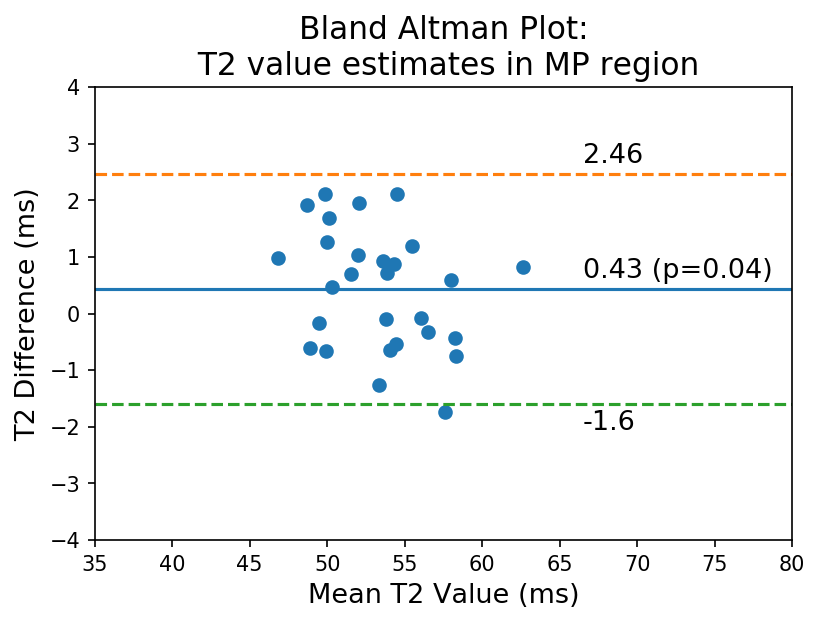 Bland Altman Plot:
T2 value estimates in MP region
4
3
2
1
0
−1
−2
−3
−4
T2 Difference (ms)
2.46
0.43 (p=0.04)
-1.6
35 40 45 50 55 60 65 70 75 80
Mean T2 Value (ms)